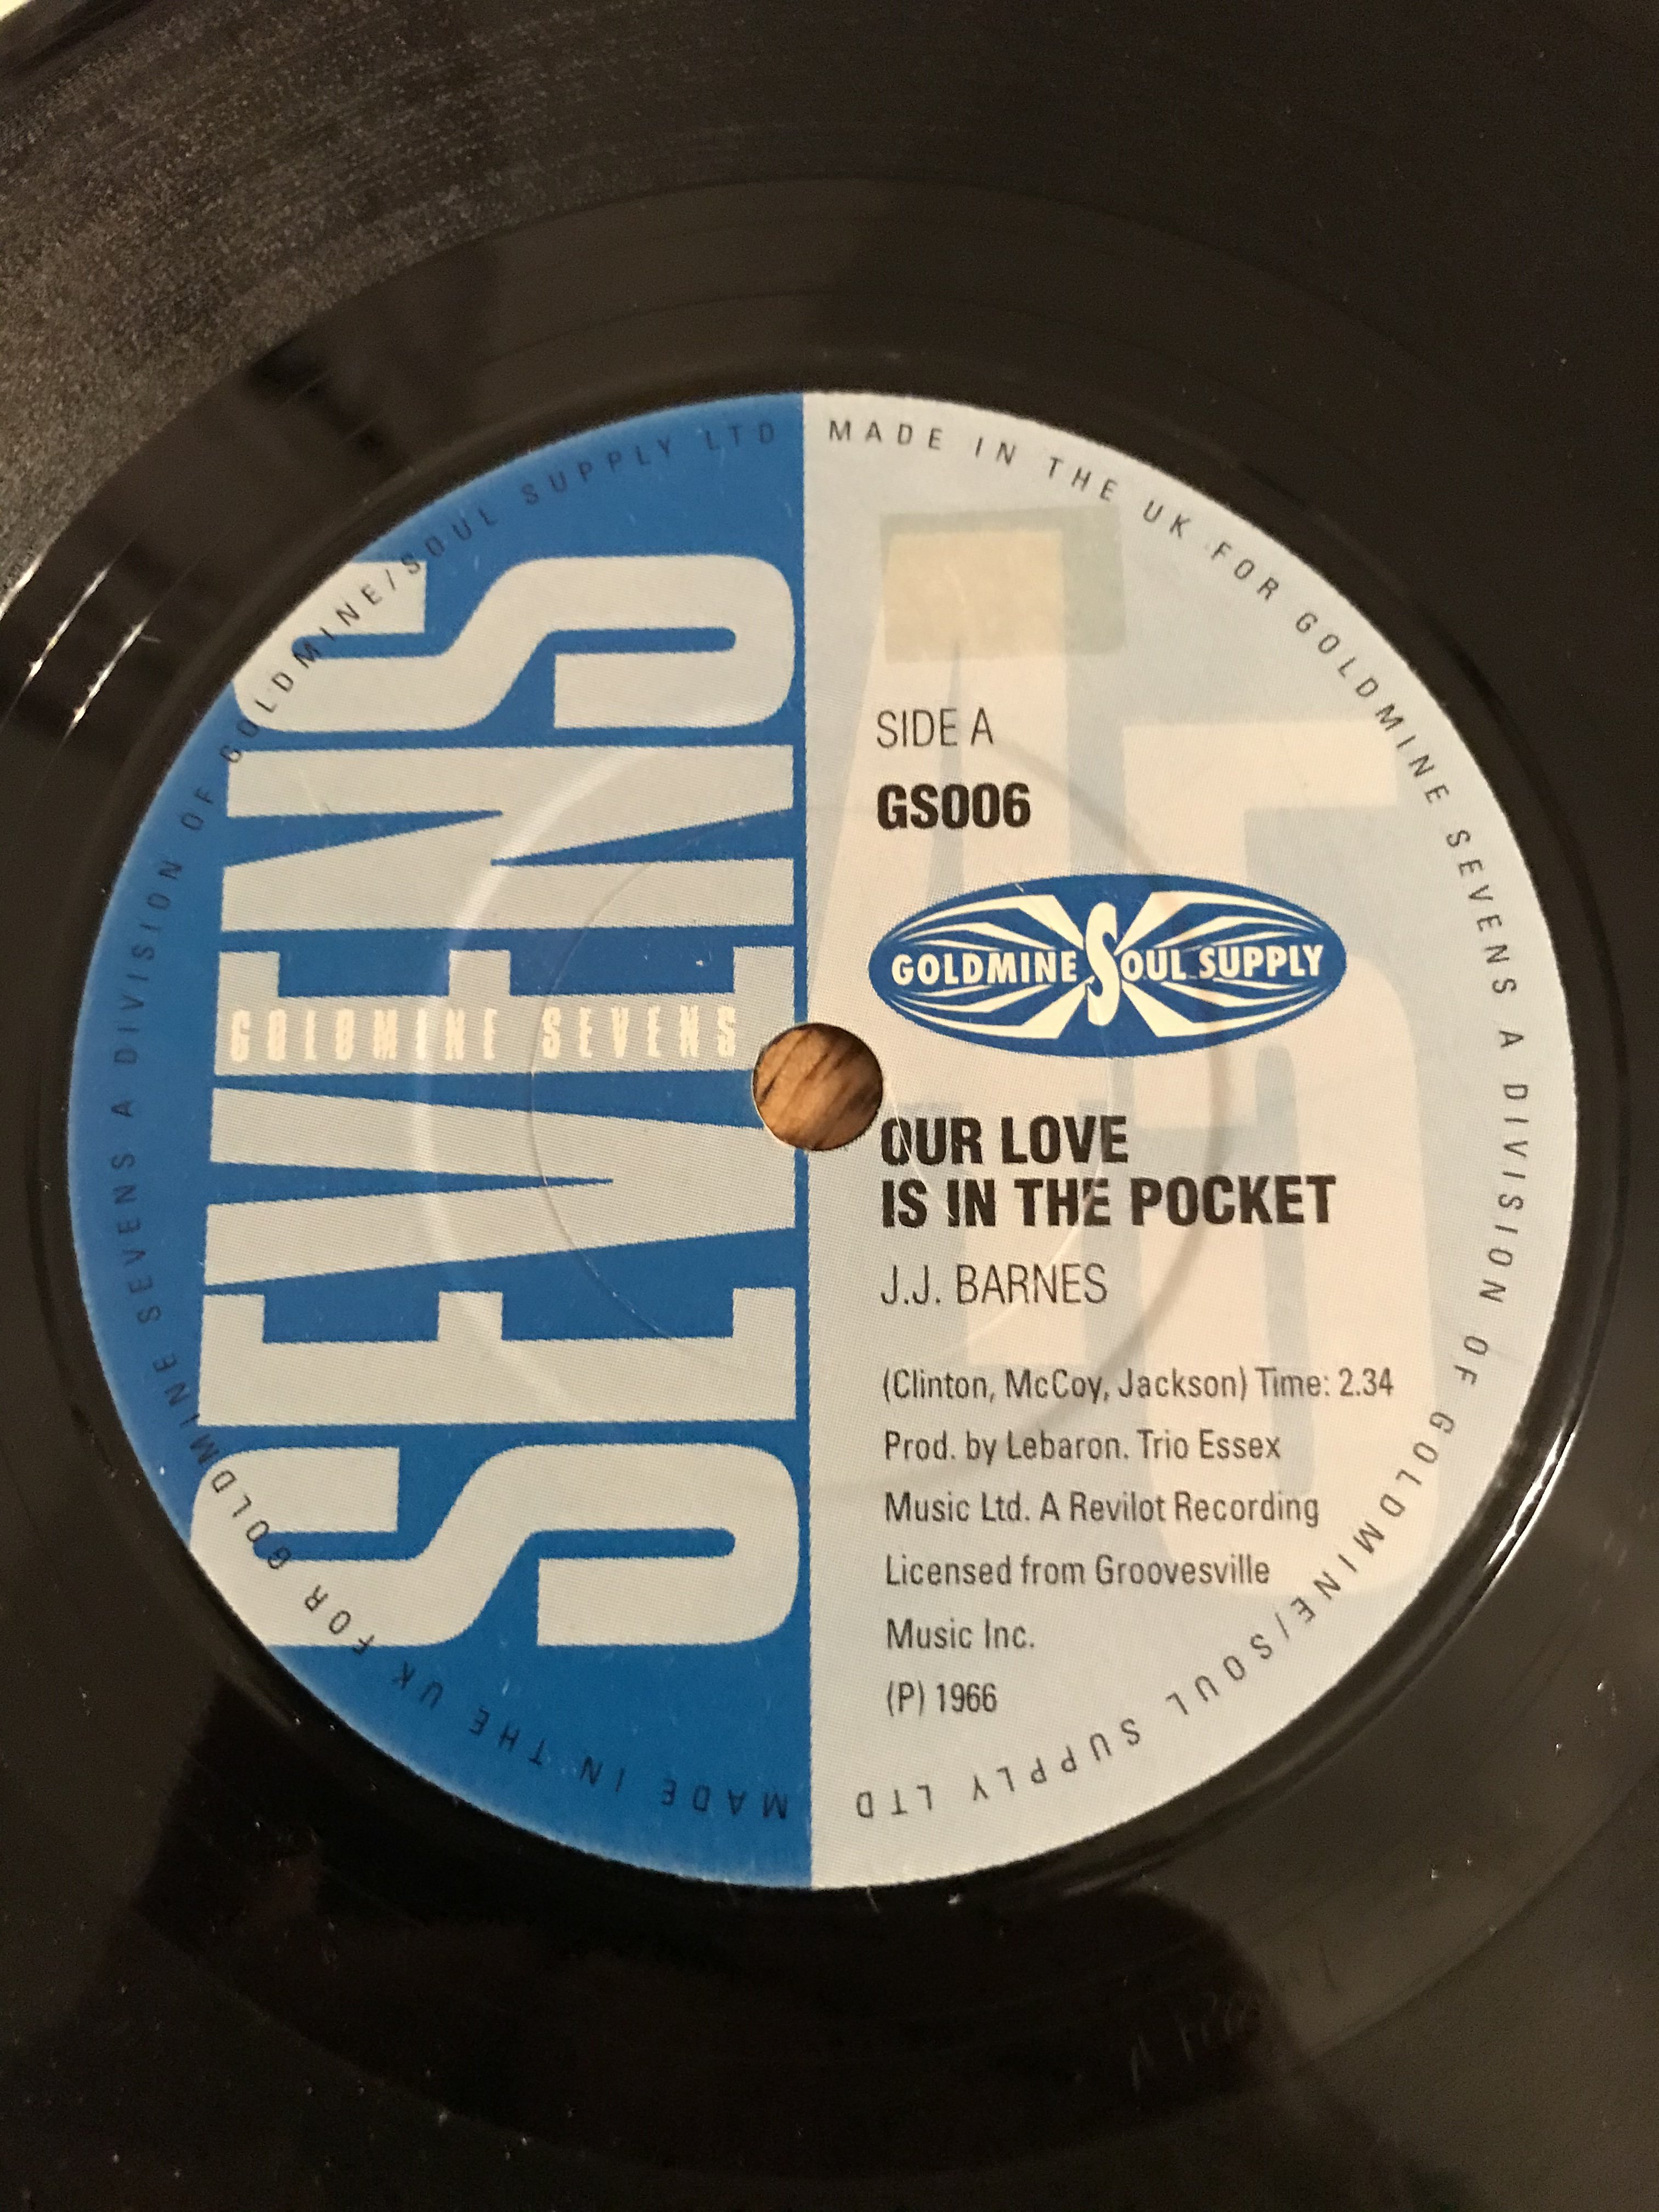 MADE IN THE UK FOR GOLDMINE SEVENS A DIVISION OF GOLDMINE/SOUL SUPPLY LTD
MADE IN THE UK FOR GOLDMINE SEVENS A DIVISION OF GOLDMINE/SOUL SUPPLY LTD
SEVENS
GOLDMINE SEVENS
45
SIDE A
GS006
GOLDMINE SOUL SUPPLY
OUR LOVE
IS IN THE POCKET
J.J. BARNES
(Clinton, McCoy, Jackson) Time: 2.34
Prod. by Lebaron. Trio Essex
Music Ltd. A Revilot Recording
Licensed from Groovesville
Music Inc.
(P) 1966